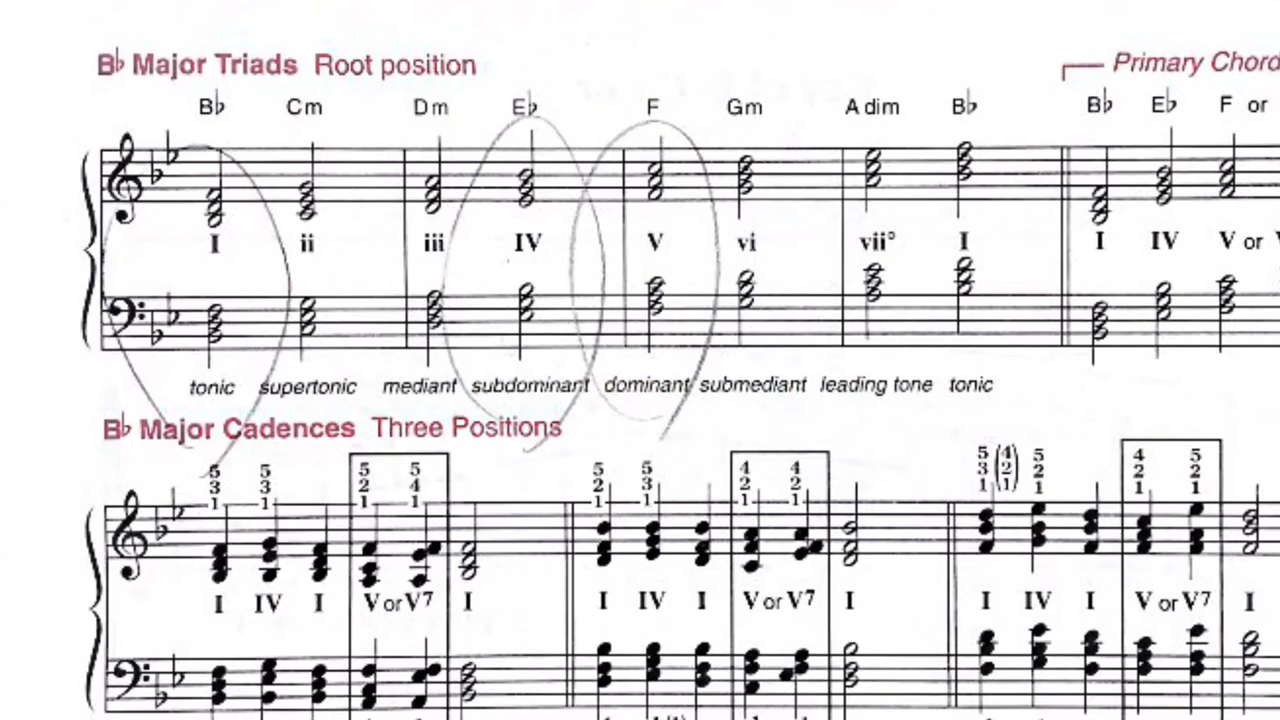 B♭ Major Triads Root position
Primary Chord
B♭ Cm Dm E♭ F Gm Adim B♭ B♭ E♭ F or
I ii iii IV V vi vii° I I IV V or
tonic supertonic mediant subdominant dominant submediant leading tone tonic
B♭ Major Cadences Three Positions
5 5 5 5 5 5 4 4 5 (4) 5 4 5
3 3 2 4 2 3 2 2 3 (2) 2 2 2
1 1 1 1 1 1 1 1 1 (1) 1 1 1
I IV I V or V7 I I IV I V or V7 I I IV I V or V7 I